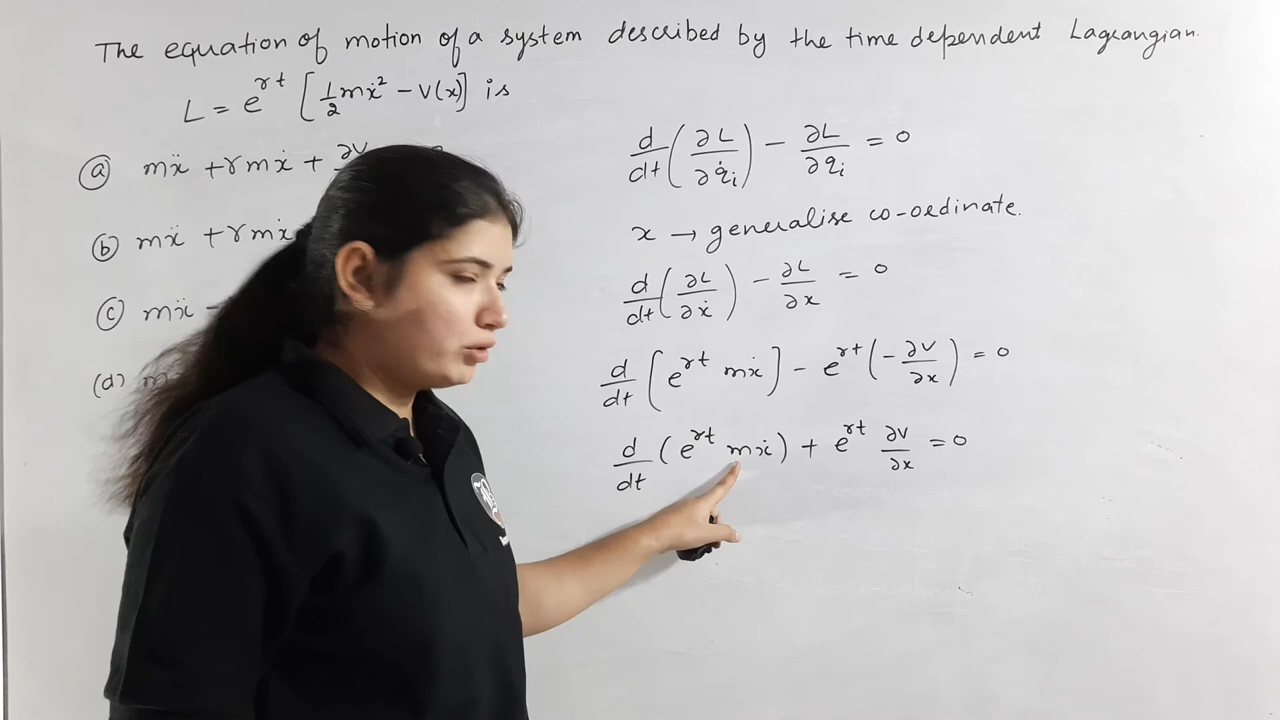 The equation of motion of a system described by the time dependent Lagrangian.
L = e^{γt} [½mẋ² − V(x)] is
(a) mẍ + γmẋ + ∂V
(b) mẍ + γmẋ
(c) mẍ −
(d)
d/dt (∂L/∂q̇ᵢ) − ∂L/∂qᵢ = 0
x → generalise co-ordinate.
d/dt (∂L/∂ẋ) − ∂L/∂x = 0
d/dt [e^{γt} mẋ] − e^{γt} (−∂V/∂x) = 0
d/dt (e^{γt} mẋ) + e^{γt} ∂V/∂x = 0